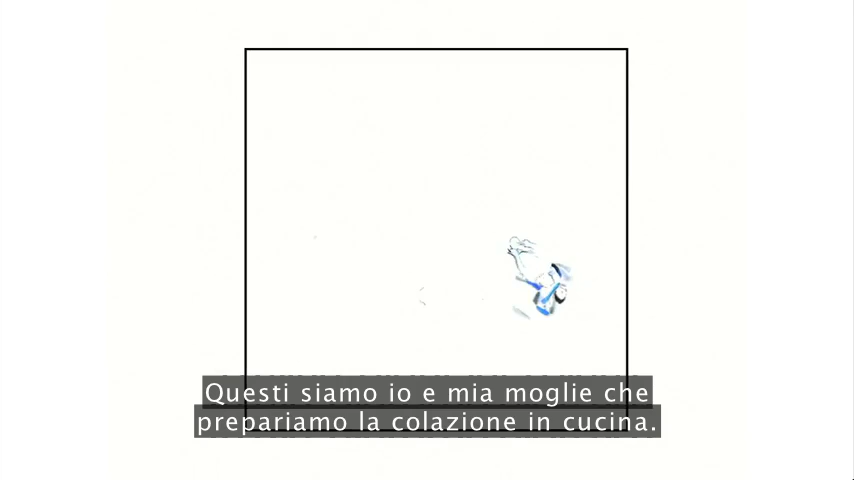 Questi siamo io e mia moglie che
prepariamo la colazione in cucina.